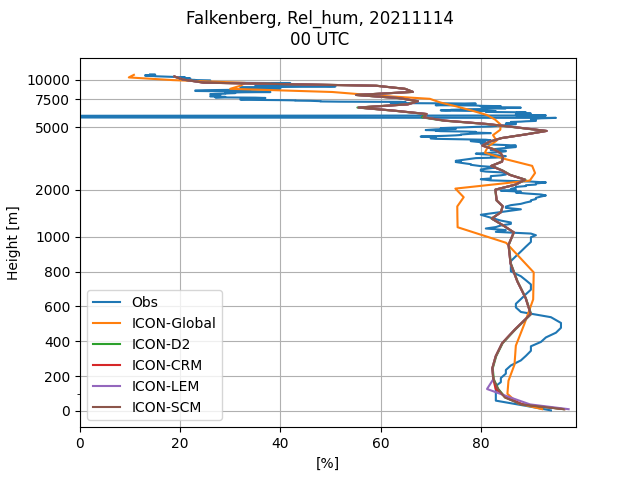 Falkenberg, Rel_hum, 20211114
00 UTC
Height [m]
10000
7500
5000
2000
1000
800
600
400
200
0
Obs
ICON-Global
ICON-D2
ICON-CRM
ICON-LEM
ICON-SCM
0 20 40 60 80
[%]